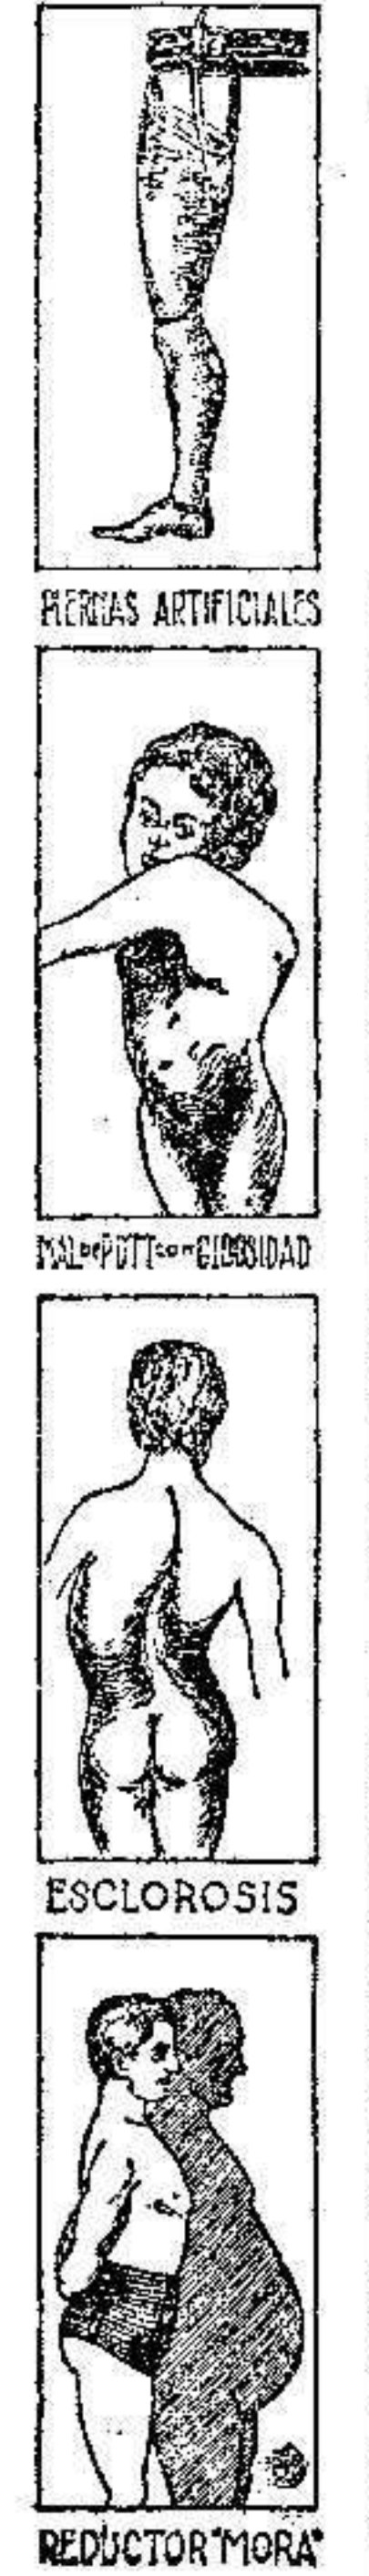 PIERNAS ARTIFICIALES
MAL DE POTT CON GIBOSIDAD
ESCLOROSIS
REDUCTOR "MORA"